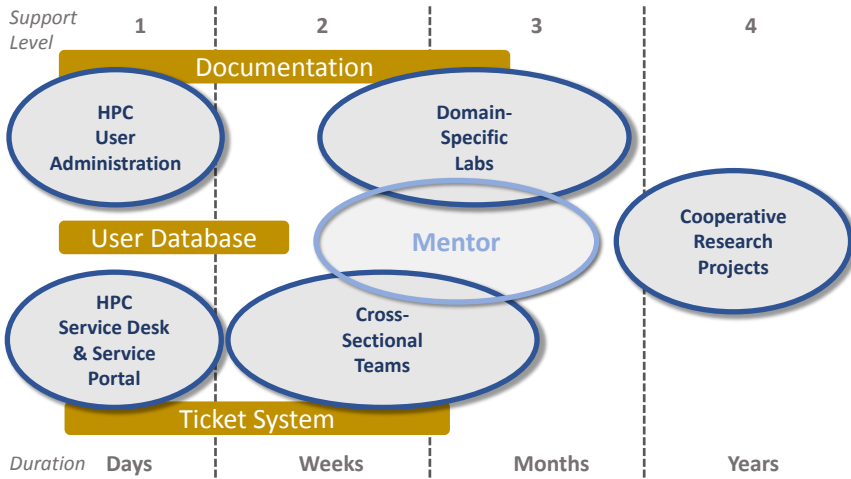 Support
Level
1
2
3
4
Documentation
HPC
User
Administration
Domain-
Specific
Labs
User Database
Mentor
Cooperative
Research
Projects
HPC
Service Desk
& Service
Portal
Cross-
Sectional
Teams
Ticket System
Duration
Days
Weeks
Months
Years